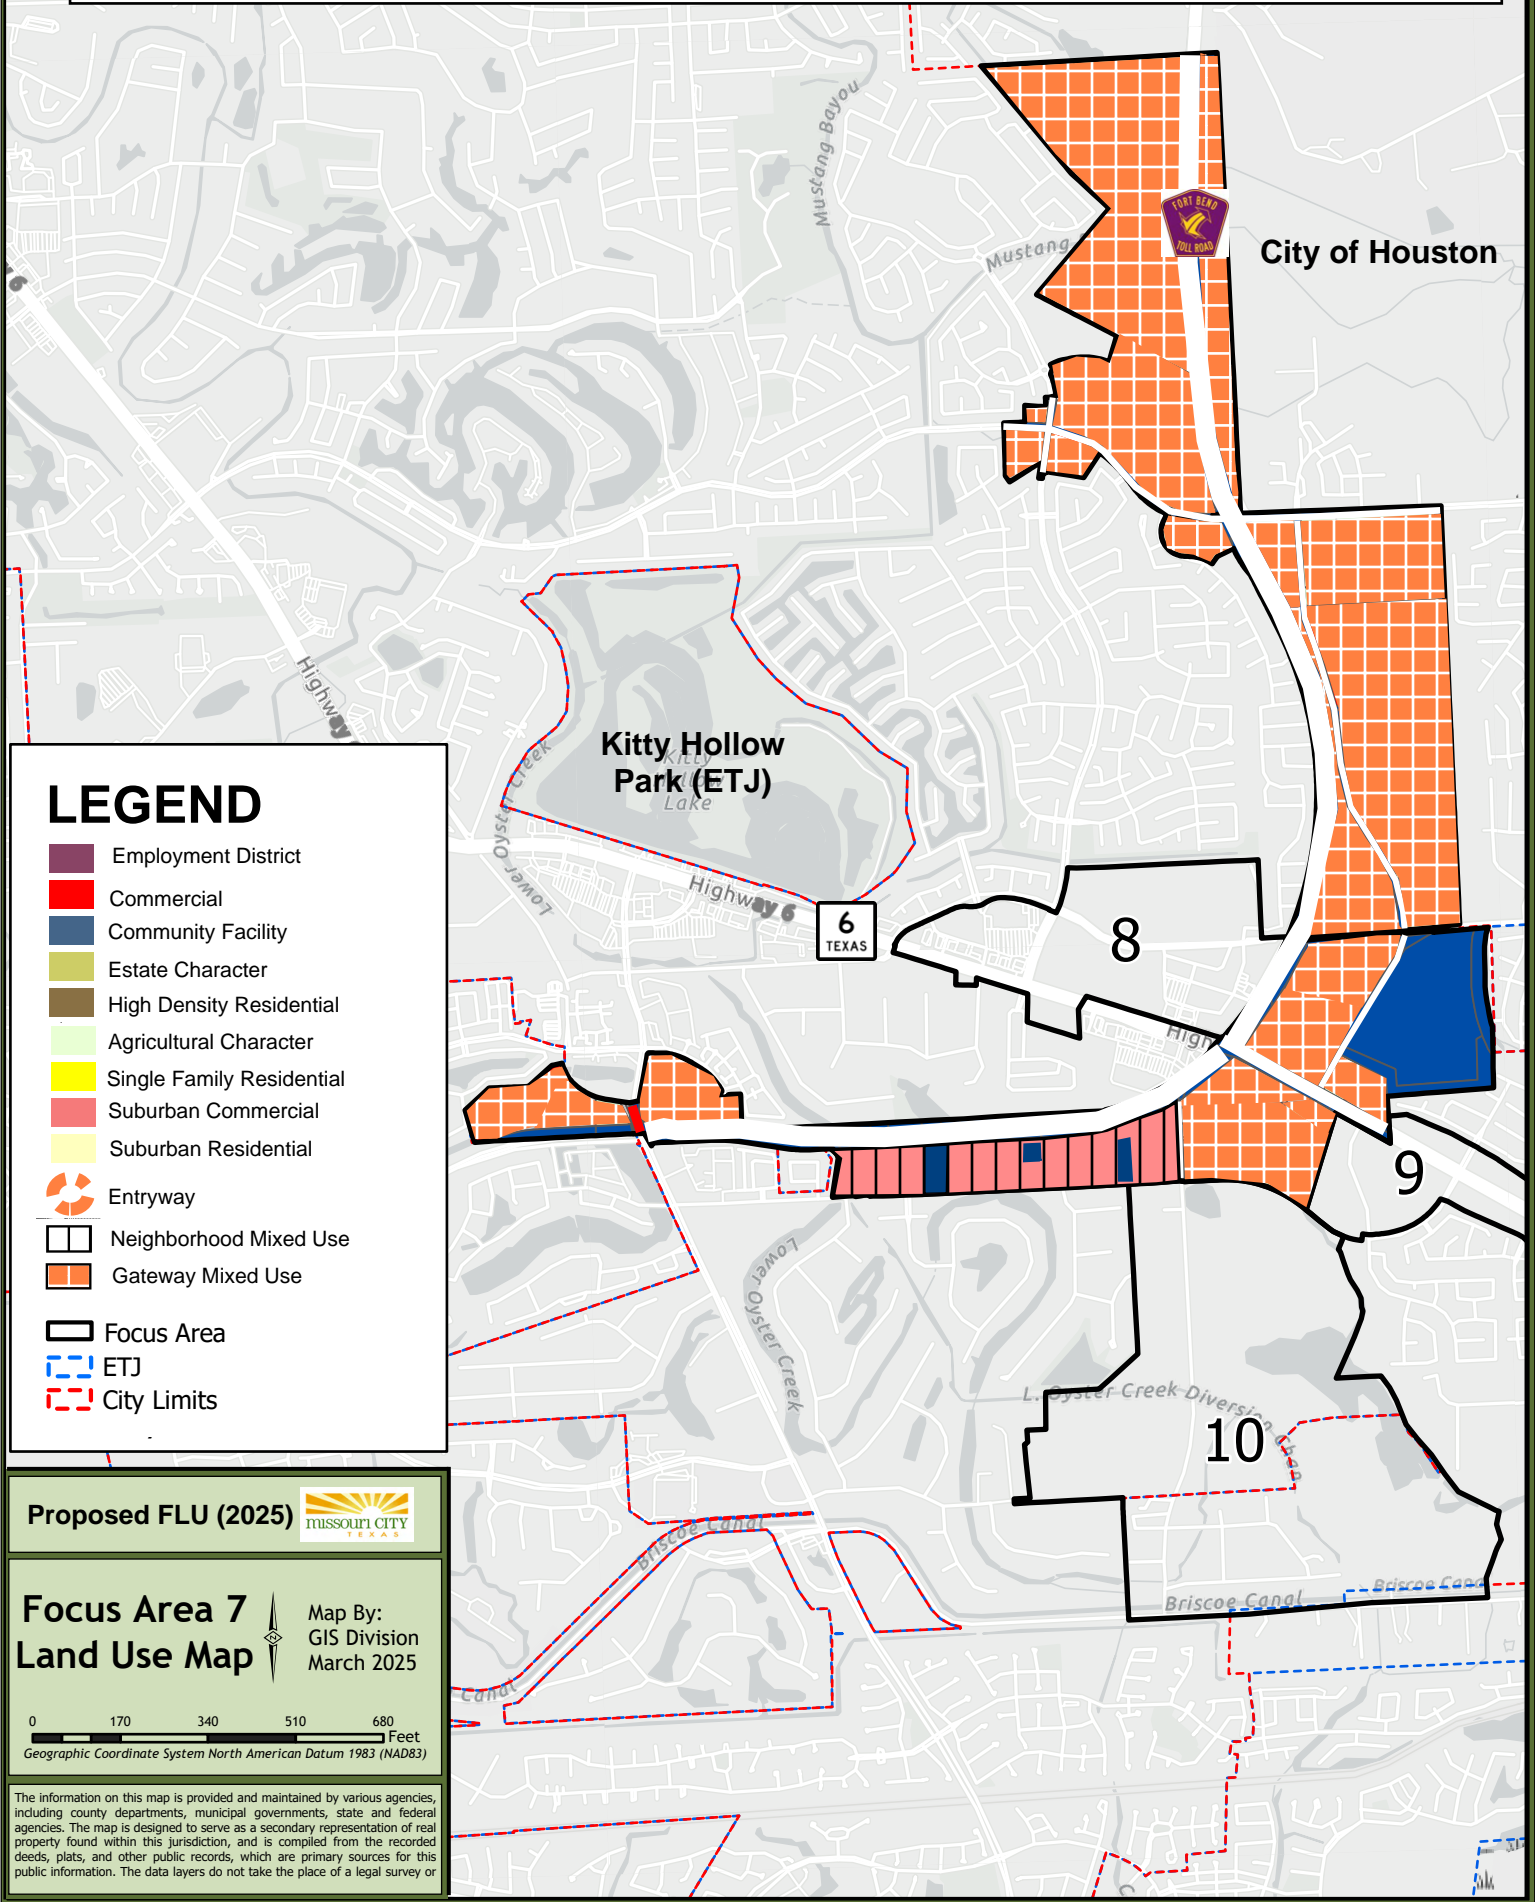 Mustang Bayou
Mustang
FORT BEND
TOLL ROAD
City of Houston
Highway 6
Kitty Hollow
Park (ETJ)
Kitty
Hollow
Lake
Lower Oyster Creek
Highway 6
6
TEXAS
8
High
9
LEGEND
Employment District
Commercial
Community Facility
Estate Character
High Density Residential
Agricultural Character
Single Family Residential
Suburban Commercial
Suburban Residential
Entryway
Neighborhood Mixed Use
Gateway Mixed Use
Focus Area
ETJ
City Limits
Lower Oyster Creek
L. Oyster Creek Diversion Chan
10
Briscoe Canal
Briscoe Canal
Briscoe Cana
Canal
Proposed FLU (2025)
missouri city
TEXAS
Focus Area 7
Land Use Map
N
Map By:
GIS Division
March 2025
0 170 340 510 680
Feet
Geographic Coordinate System North American Datum 1983 (NAD83)
The information on this map is provided and maintained by various agencies,
including county departments, municipal governments, state and federal
agencies. The map is designed to serve as a secondary representation of real
property found within this jurisdiction, and is compiled from the recorded
deeds, plats, and other public records, which are primary sources for this
public information. The data layers do not take the place of a legal survey or